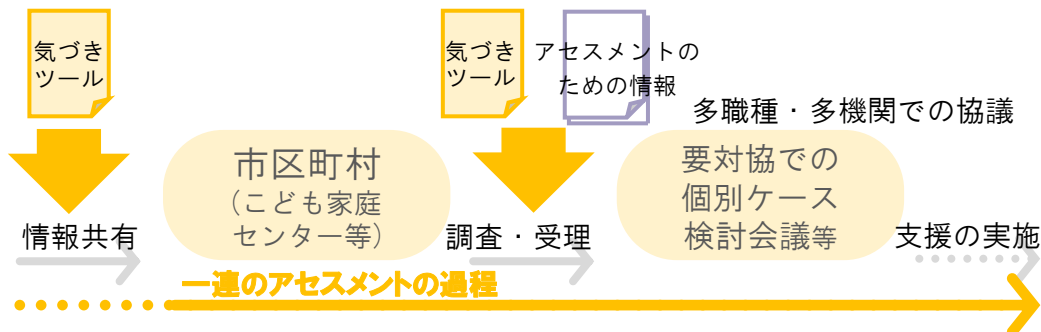 気づき
ツール
気づき
ツール
アセスメントの
ための情報
多職種・多機関での協議
市区町村
(こども家庭
センター等)
要対協での
個別ケース
検討会議等
情報共有
調査・受理
支援の実施
一連のアセスメントの過程